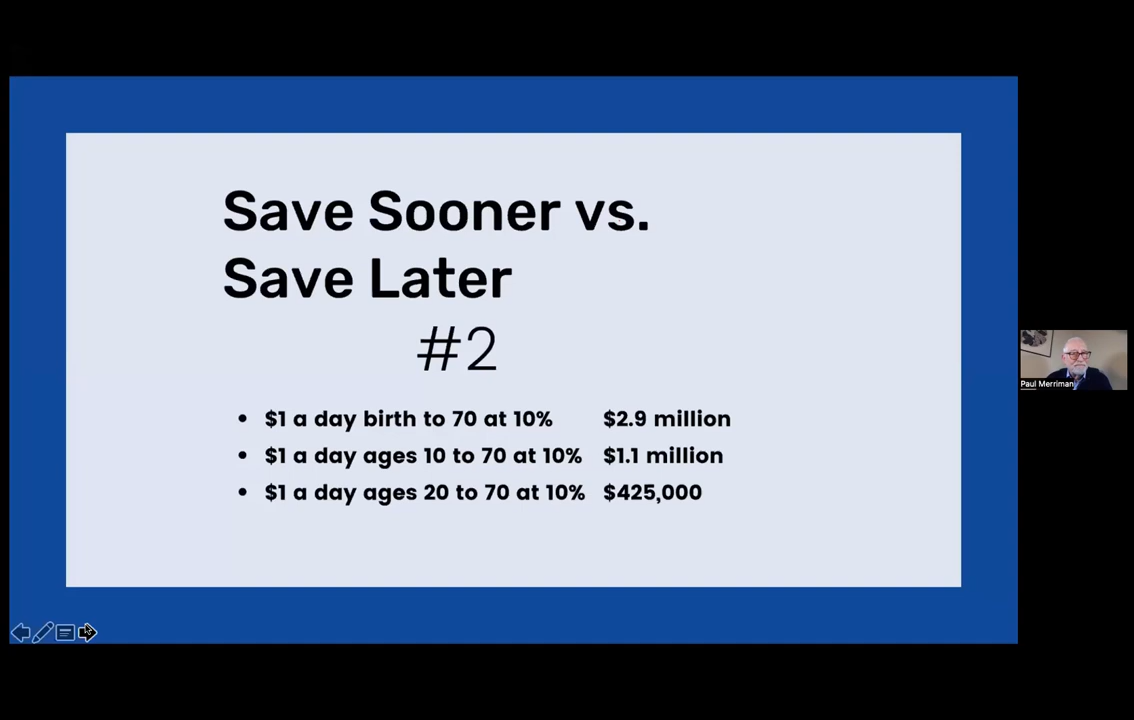 Save Sooner vs.
Save Later
#2
• $1 a day birth to 70 at 10% $2.9 million
• $1 a day ages 10 to 70 at 10% $1.1 million
• $1 a day ages 20 to 70 at 10% $425,000
Paul Merriman